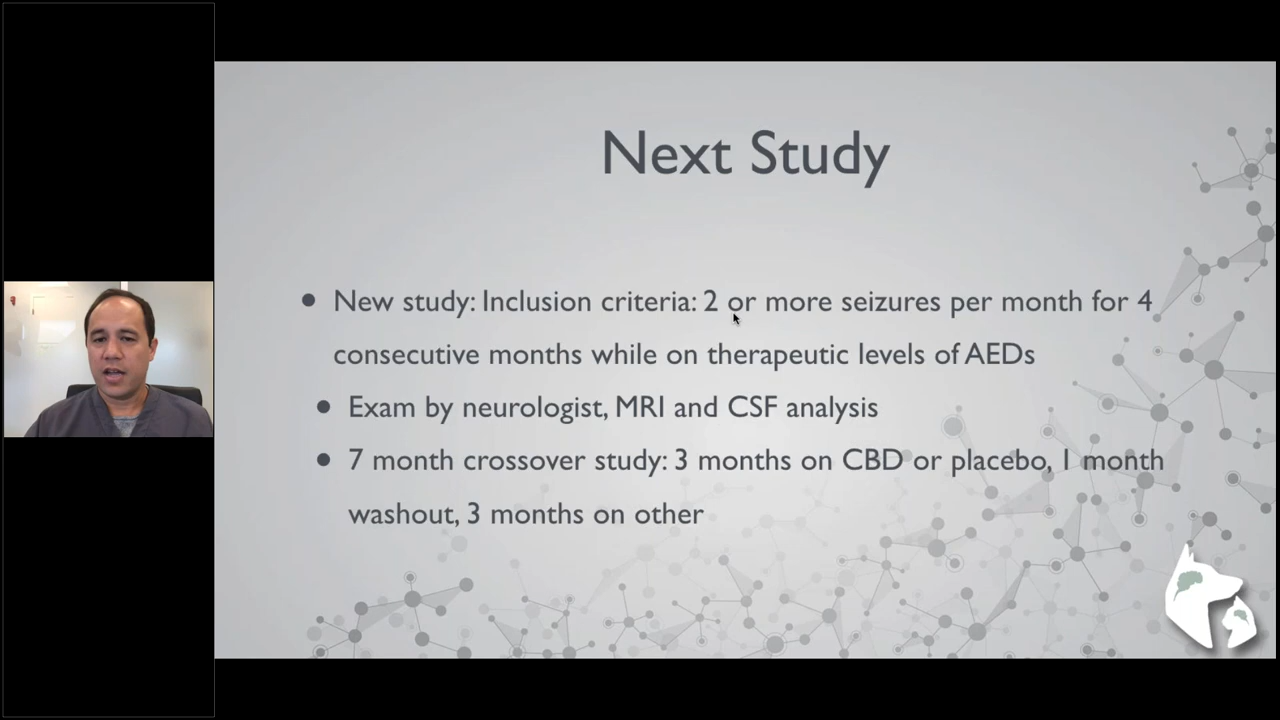 Next Study
• New study: Inclusion criteria: 2 or more seizures per month for 4
consecutive months while on therapeutic levels of AEDs
• Exam by neurologist, MRI and CSF analysis
• 7 month crossover study: 3 months on CBD or placebo, 1 month
washout, 3 months on other